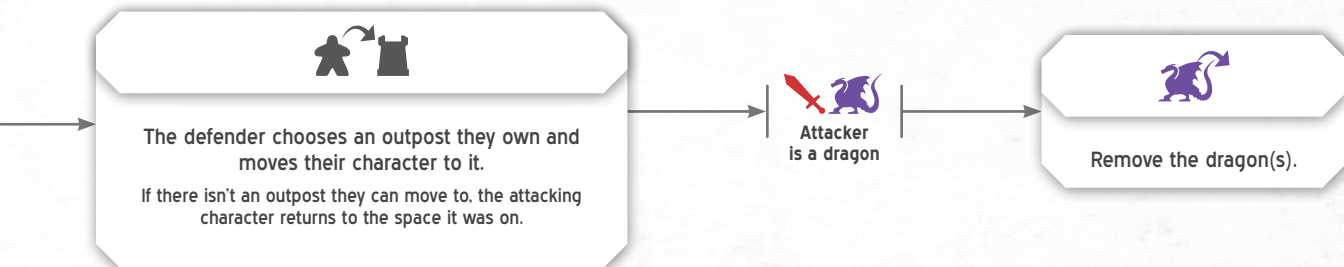 The defender chooses an outpost they own and
moves their character to it.
If there isn't an outpost they can move to, the attacking
character returns to the space it was on.
Attacker
is a dragon
Remove the dragon(s).